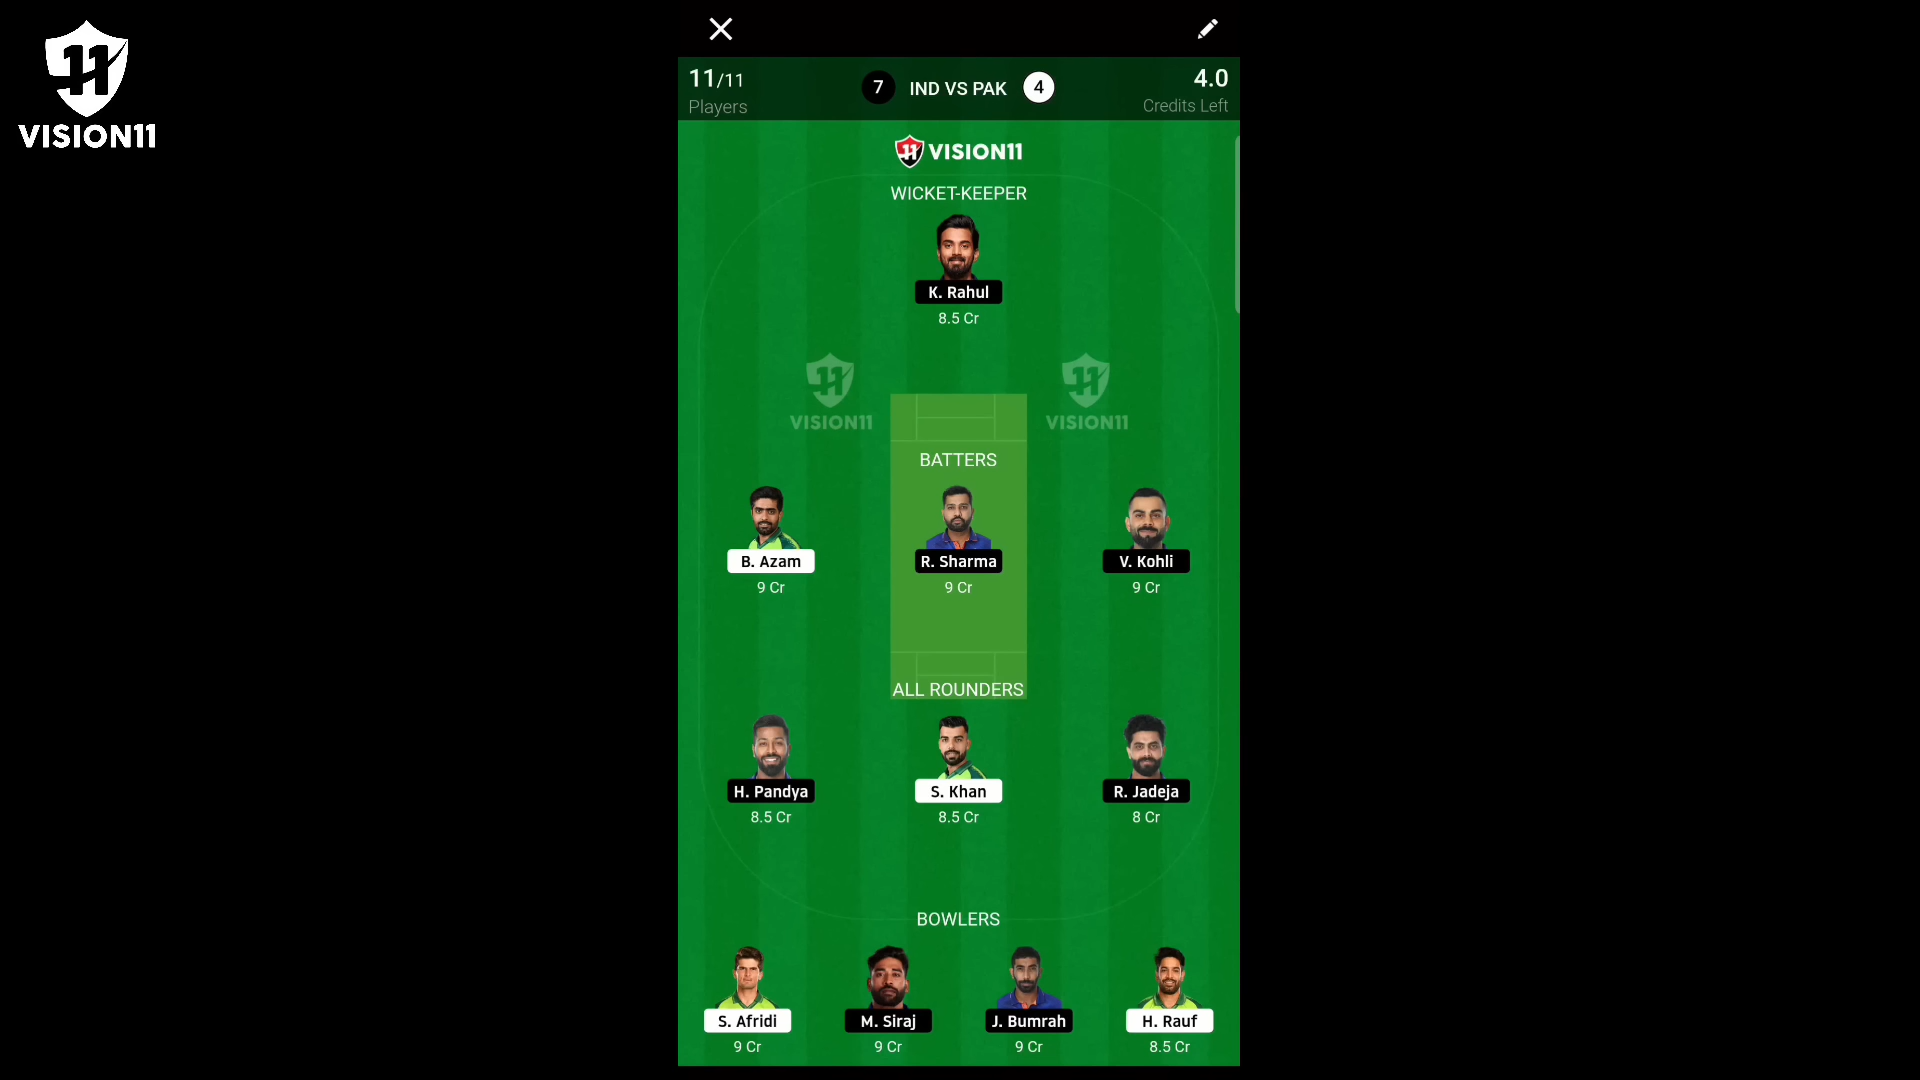 VISION11
11/11
Players
7 IND VS PAK 4
4.0
Credits Left
VISION11
WICKET-KEEPER
K. Rahul
8.5 Cr
VISION11 VISION11
BATTERS
B. Azam R. Sharma V. Kohli
9 Cr 9 Cr 9 Cr
ALL ROUNDERS
H. Pandya S. Khan R. Jadeja
8.5 Cr 8.5 Cr 8 Cr
BOWLERS
S. Afridi M. Siraj J. Bumrah H. Rauf
9 Cr 9 Cr 9 Cr 8.5 Cr